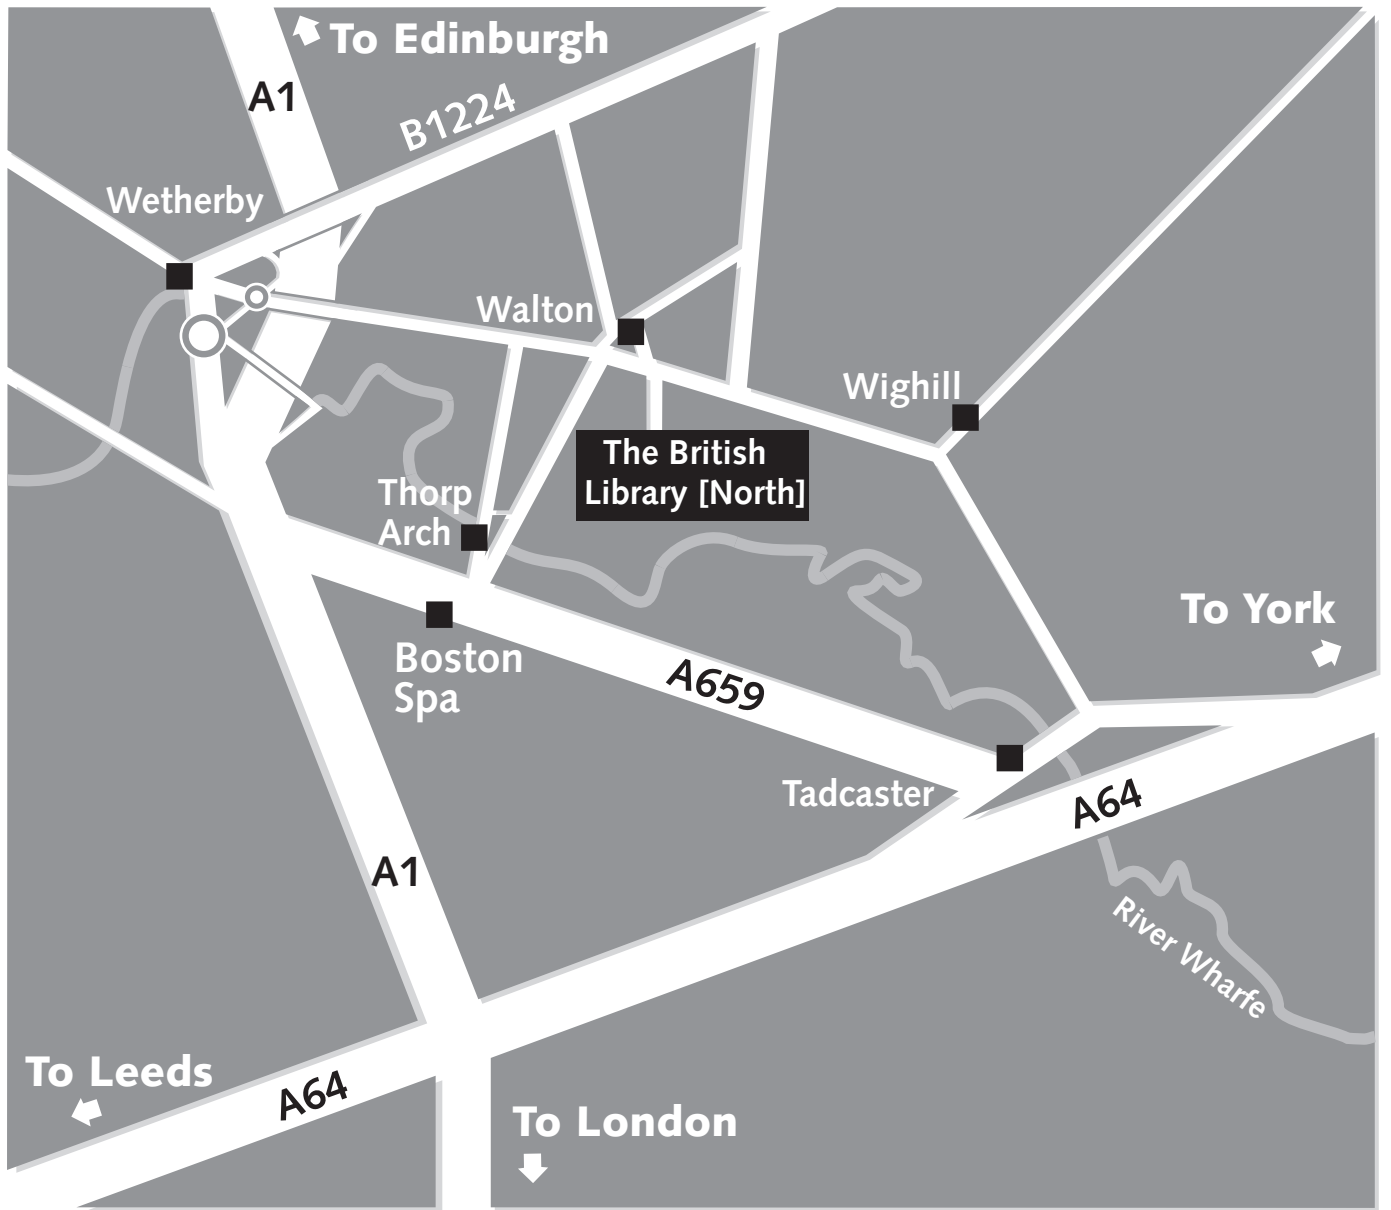 To Edinburgh
A1
B1224
Wetherby
Walton
Wighill
The British
Library [North]
Thorp
Arch
To York
Boston
Spa
A659
Tadcaster
A64
A1
River Wharfe
To Leeds
A64
To London